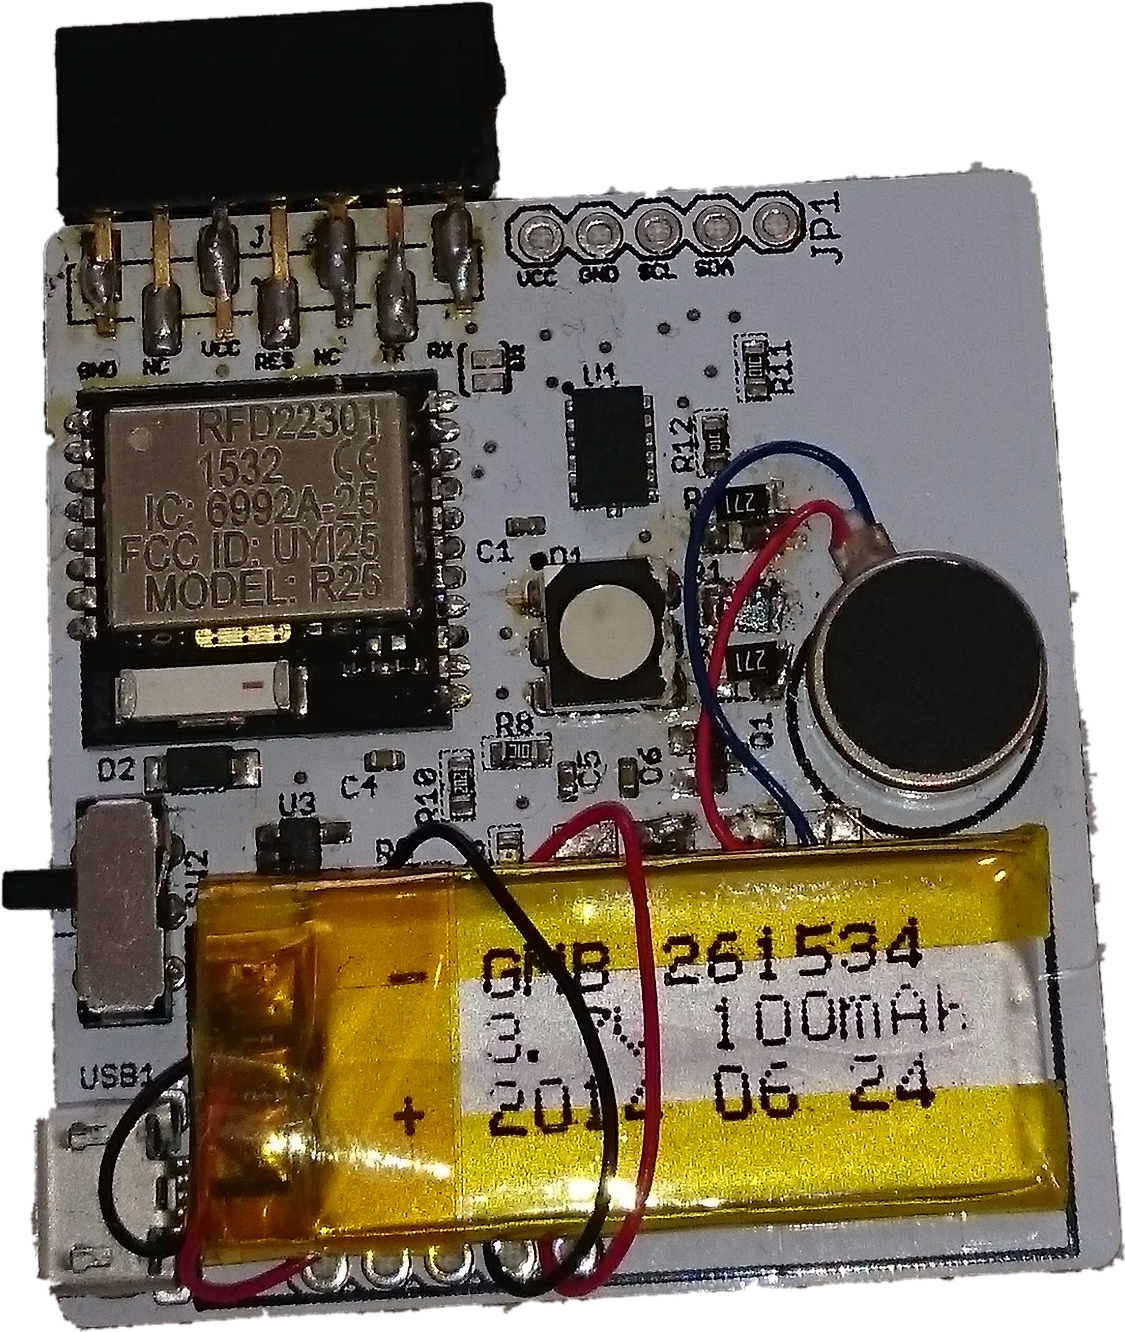 J1
GND NC VCC RES NC TX RX
VCC GND SCL SDA
JP1
RFD22301
1532 CE
IC: 6992A-25
FCC ID: UYI25
MODEL: R25
U1
R11
R12
271
C1
D1
271
Q1
R8
C5
C6
D2
C4
R10
U3
SW2
USB1
-
+
GMB 261534
100mAh
2014 06 24